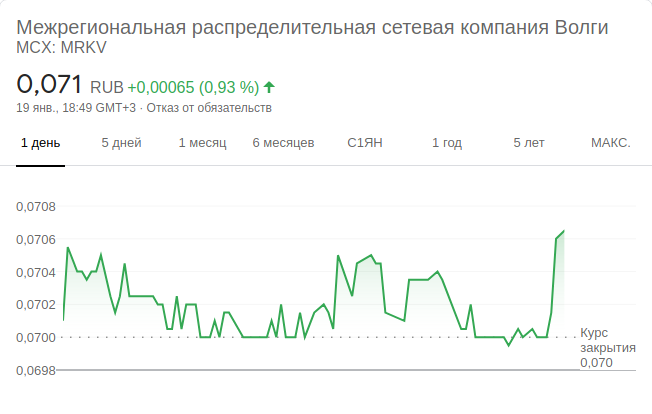 Межрегиональная распределительная сетевая компания Волги
MCX: MRKV
0,071 RUB +0,00065 (0,93 %)
19 янв., 18:49 GMT+3 · Отказ от обязательств
1 день 5 дней 1 месяц 6 месяцев С1ЯН 1 год 5 лет МАКС.
0,0708
0,0706
0,0704
0,0702
0,0700
0,0698
Курс
закрытия
0,070